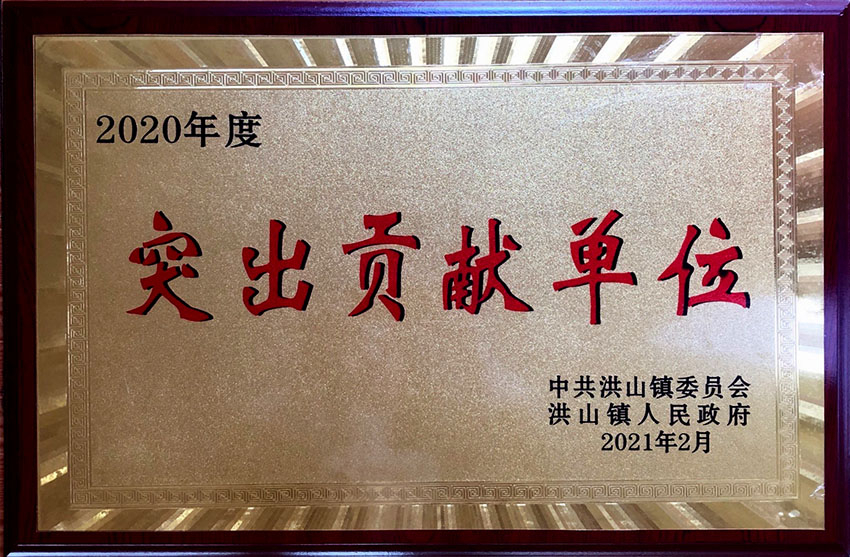 2020年度
突出贡献单位
中共洪山镇委员会
洪山镇人民政府
2021年2月